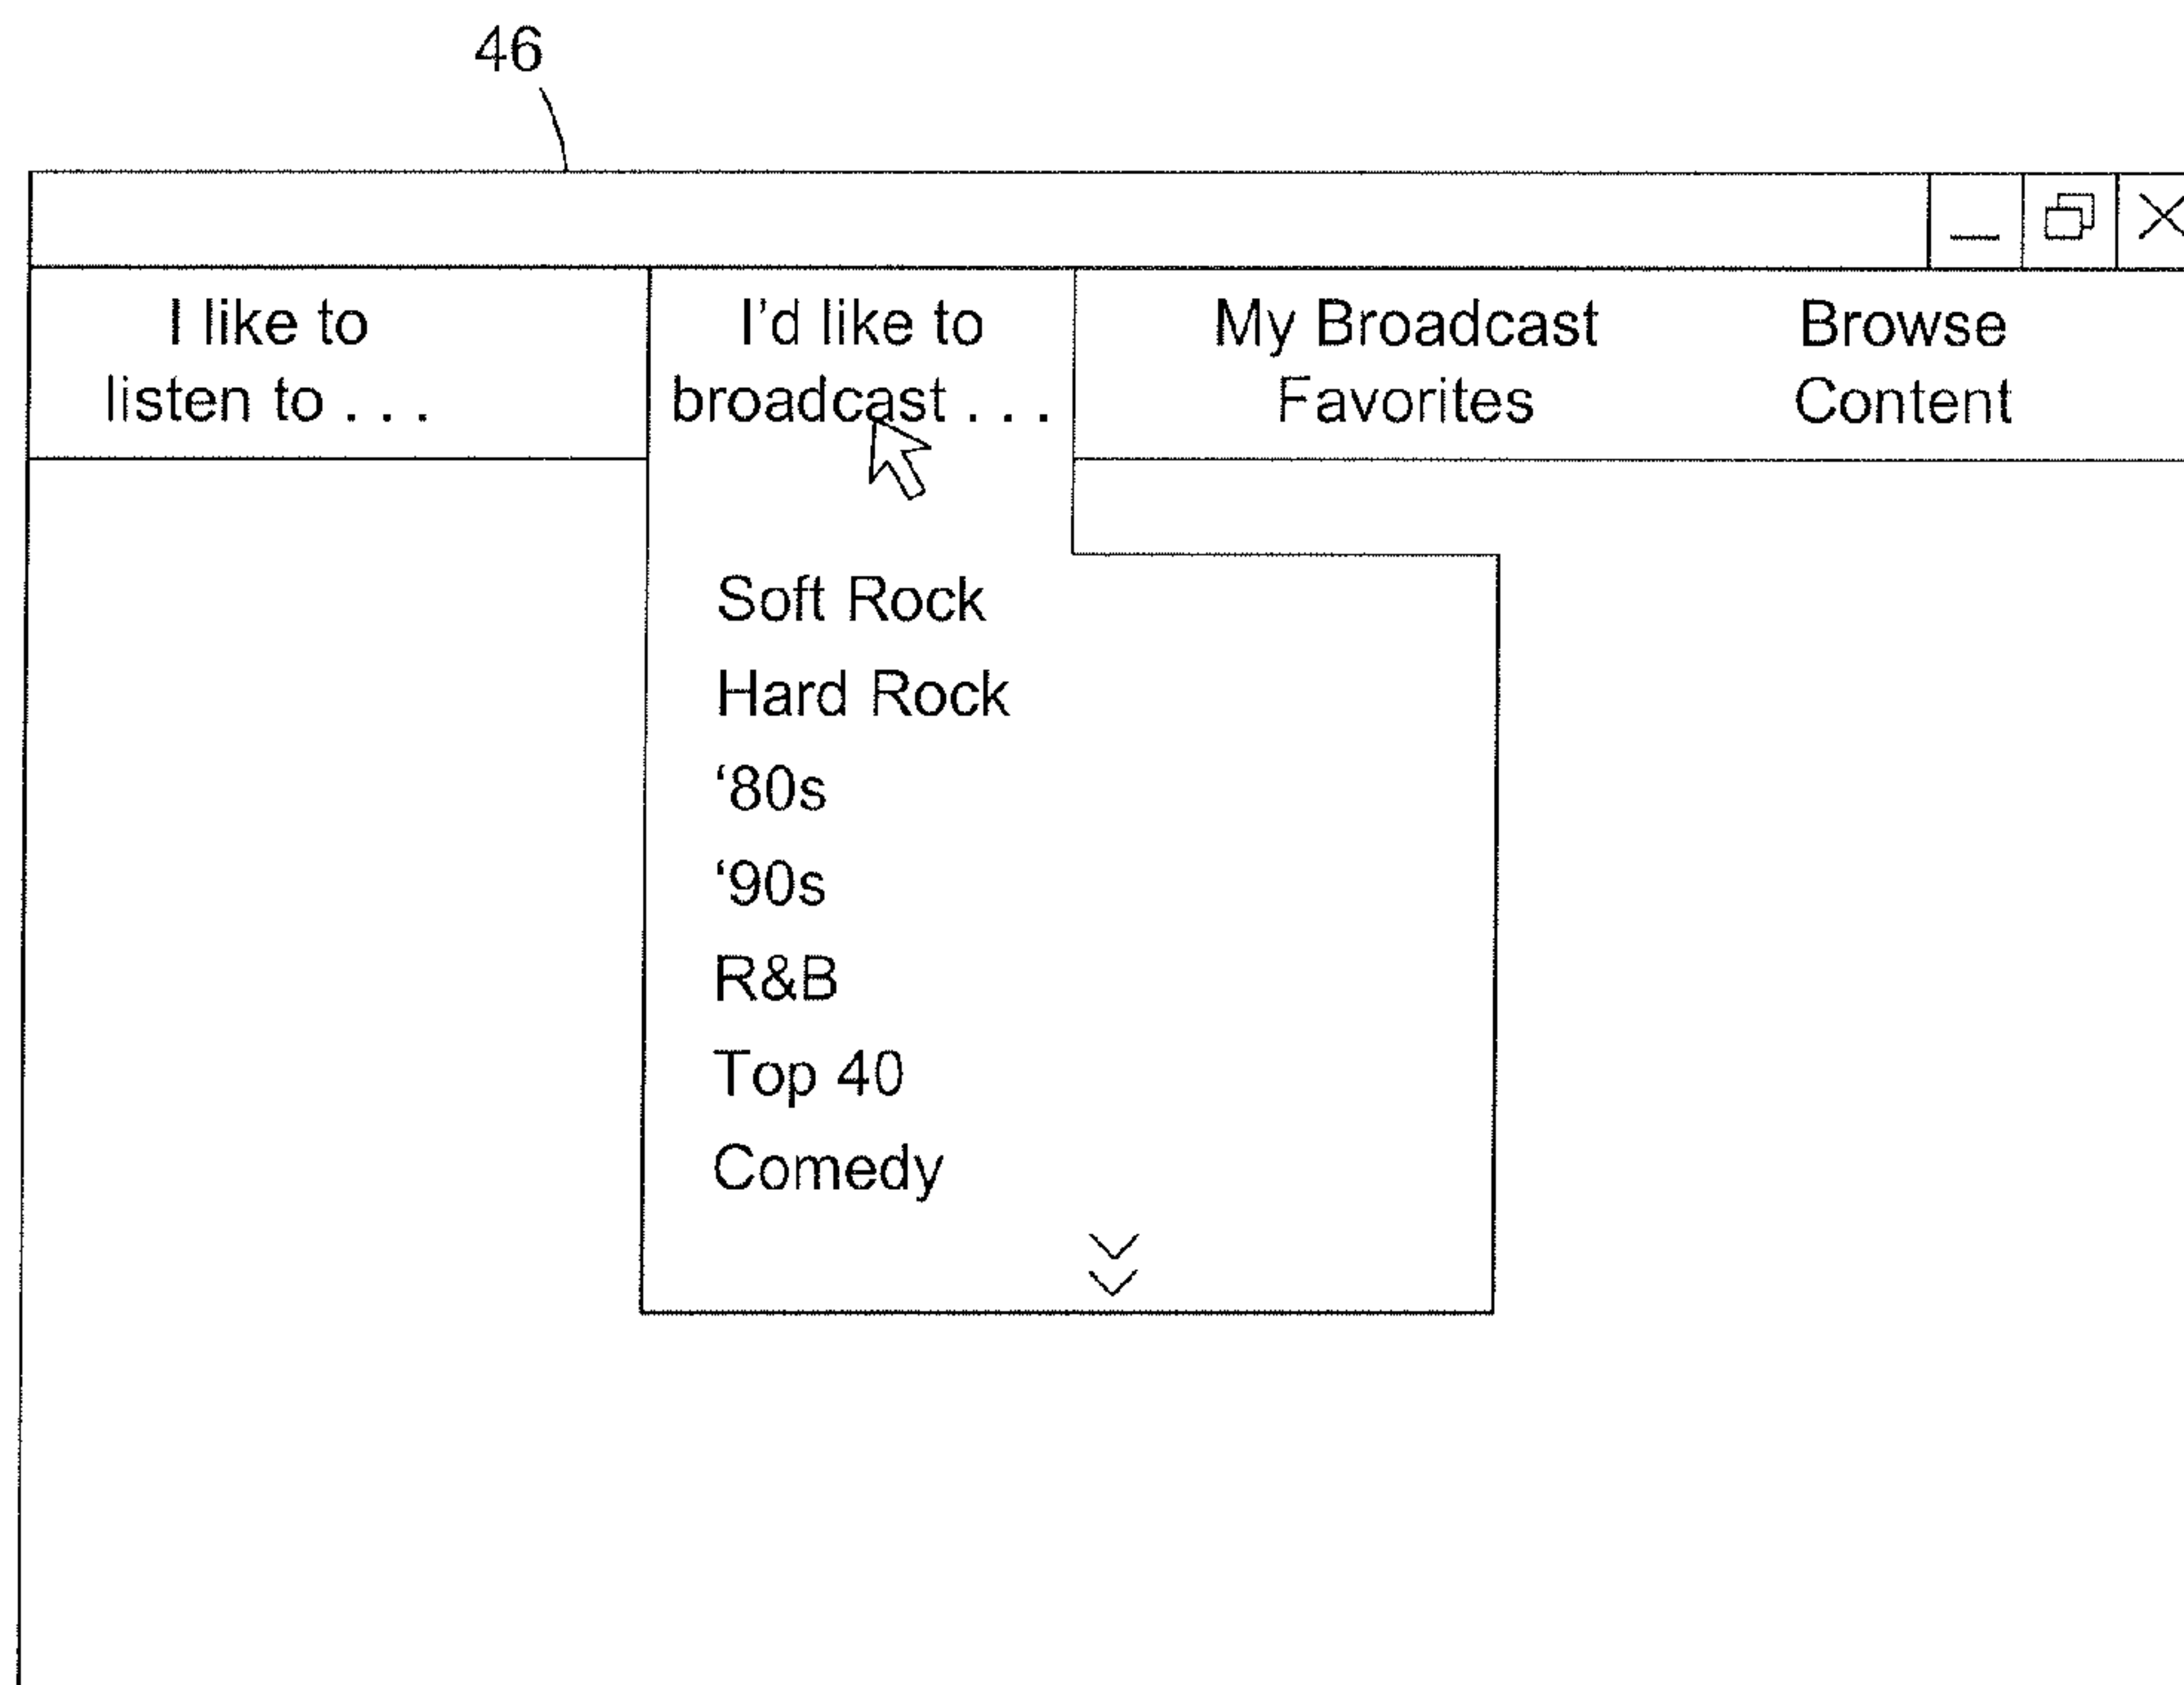 46
I like to
listen to . . .
I'd like to
broadcast . . .
My Broadcast
Favorites
Browse
Content
Soft Rock
Hard Rock
‘80s
‘90s
R&B
Top 40
Comedy